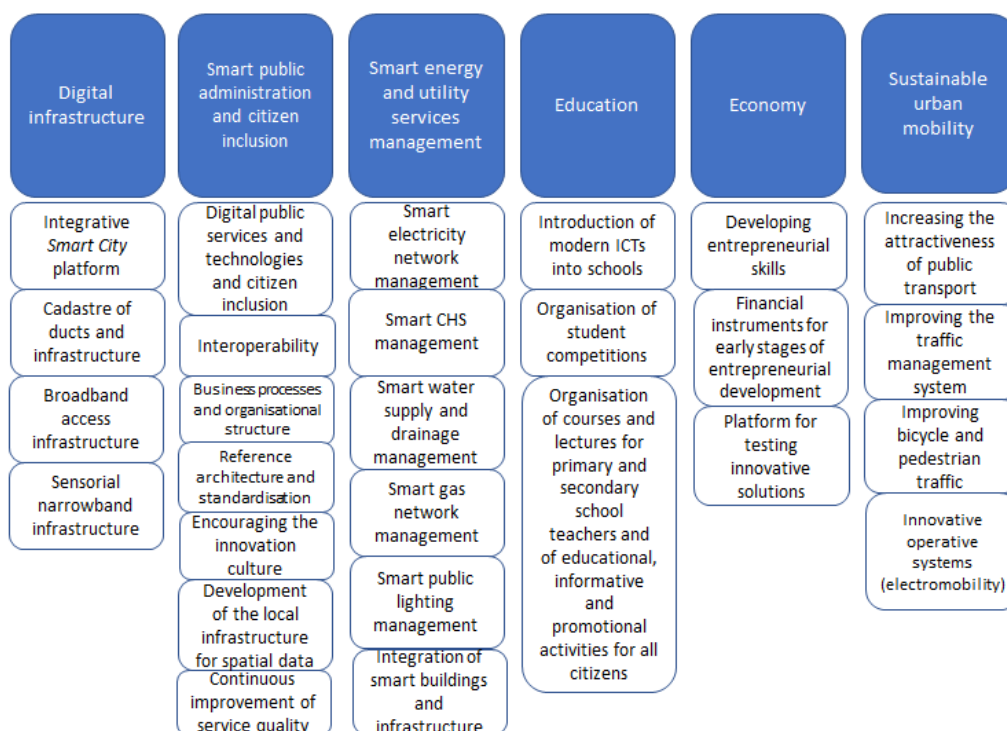 Digital
infrastructure
Integrative
Smart City
platform
Cadastre of
ducts and
infrastructure
Broadband
access
infrastructure
Sensorial
narrowband
infrastructure
Smart public
administration
and citizen
inclusion
Digital public
services and
technologies
and citizen
inclusion
Interoperability
Business processes
and organisational
structure
Reference
architecture and
standardisation
Encouraging the
innovation
culture
Development
of the local
infrastructure
for spatial data
Continuous
improvement of
service quality
Smart energy
and utility
services
management
Smart
electricity
network
management
Smart CHS
management
Smart water
supply and
drainage
management
Smart gas
network
management
Smart public
lighting
management
Integration of
smart buildings
and
infrastructure
Education
Introduction of
modern ICTs
into schools
Organisation of
student
competitions
Organisation
of courses and
lectures for
primary and
secondary
school
teachers and
of educational,
informative
and
promotional
activities for all
citizens
Economy
Developing
entrepreneurial
skills
Financial
instruments for
early stages of
entrepreneurial
development
Platform for
testing
innovative
solutions
Sustainable
urban
mobility
Increasing the
attractiveness
of public
transport
Improving the
traffic
management
system
Improving
bicycle and
pedestrian
traffic
Innovative
operative
systems
(electromobility)